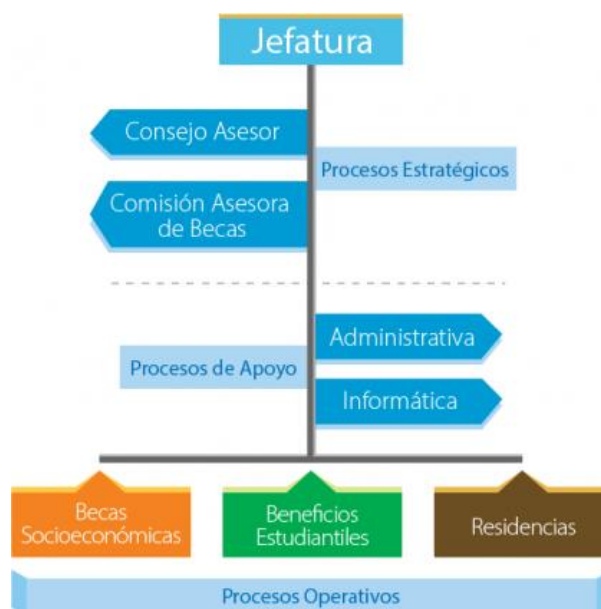 Jefatura
Consejo Asesor
Procesos Estratégicos
Comisión Asesora
de Becas
Administrativa
Procesos de Apoyo
Informática
Becas
Socioeconómicas
Beneficios
Estudiantiles
Residencias
Procesos Operativos